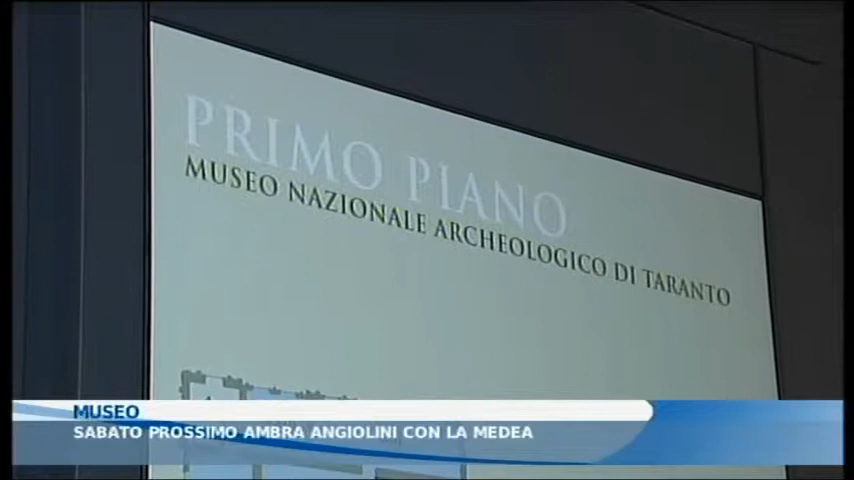 PRIMO PIANO
MUSEO NAZIONALE ARCHEOLOGICO DI TARANTO
MUSEO
SABATO PROSSIMO AMBRA ANGIOLINI CON LA MEDEA